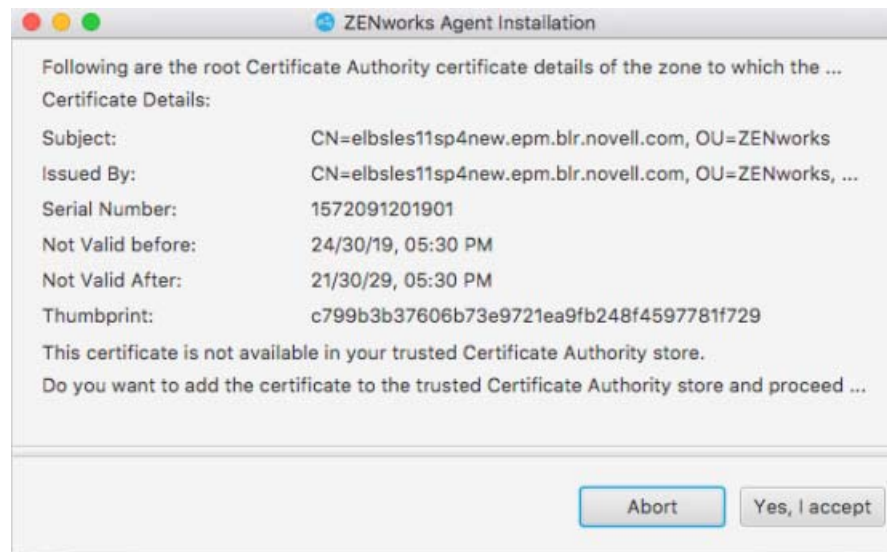 ZENworks Agent Installation
Following are the root Certificate Authority certificate details of the zone to which the ...
Certificate Details:
Subject: CN=elbsles11sp4new.epm.blr.novell.com, OU=ZENworks
Issued By: CN=elbsles11sp4new.epm.blr.novell.com, OU=ZENworks, ...
Serial Number: 1572091201901
Not Valid before: 24/30/19, 05:30 PM
Not Valid After: 21/30/29, 05:30 PM
Thumbprint: c799b3b37606b73e9721ea9fb248f4597781f729
This certificate is not available in your trusted Certificate Authority store.
Do you want to add the certificate to the trusted Certificate Authority store and proceed ...
Abort Yes, I accept